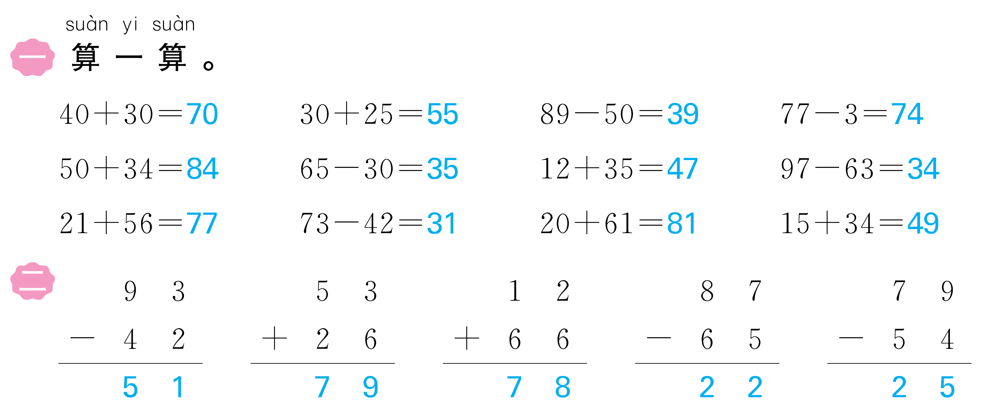 suàn yi suàn
一 算一算。
40+30=70 30+25=55 89-50=39 77-3=74
50+34=84 65-30=35 12+35=47 97-63=34
21+56=77 73-42=31 20+61=81 15+34=49
二 9 3 5 3 1 2 8 7 7 9
- 4 2 + 2 6 + 6 6 - 6 5 - 5 4
5 1 7 9 7 8 2 2 2 5